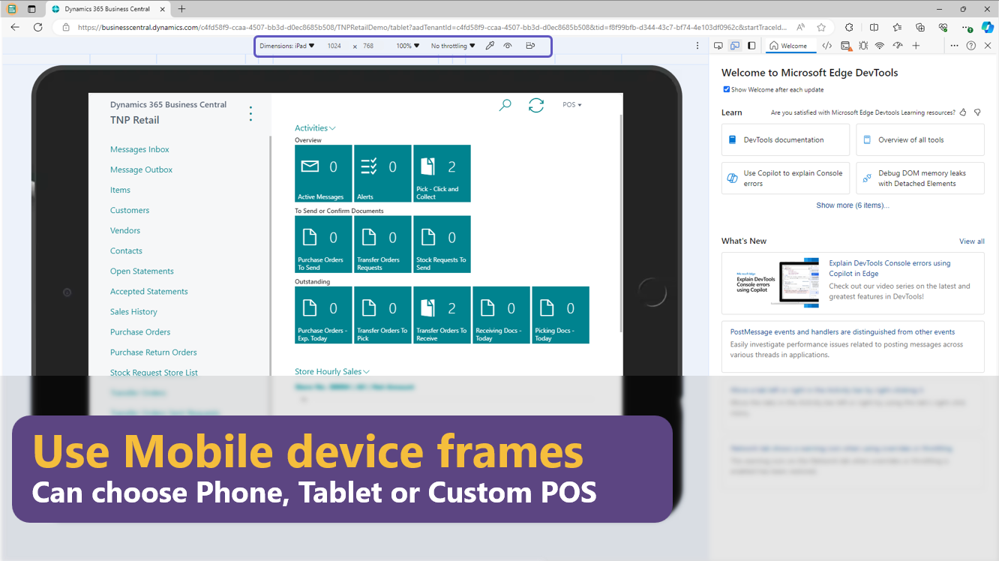 Dynamics 365 Business Central
https://businesscentral.dynamics.com/c4fd58f9-ccaa-4507-bb3d-d0ec8685b508/TNPRetailDemo/tablet?aadTenantId=c4fd58f9-ccaa-4507-bb3d-d0ec8685b508&tid=f8f99bfb-d344-43c7-bf74-4e103df0962c&startTraceId...
Dimensions: iPad 1024 x 768 100% No throttling
Welcome
Dynamics 365 Business Central
TNP Retail
POS
Messages Inbox
Message Outbox
Items
Customers
Vendors
Contacts
Open Statements
Accepted Statements
Sales History
Purchase Orders
Purchase Return Orders
Stock Request Store List
Transfer Orders
Activities
Overview
0
Active Messages
0
Alerts
2
Pick - Click and
Collect
To Send or Confirm Documents
0
Purchase Orders
To Send
0
Transfer Orders
Requests
0
Stock Requests To
Send
Outstanding
0
Purchase Orders -
Exp. Today
0
Transfer Orders To
Pick
2
Transfer Orders To
Receive
0
Receiving Docs -
Today
0
Picking Docs -
Today
Store Hourly Sales
Welcome to Microsoft Edge DevTools
Show Welcome after each update
Learn
Are you satisfied with Microsoft Edge Devtools Learning resources?
DevTools documentation
Overview of all tools
Use Copilot to explain Console
errors
Debug DOM memory leaks
with Detached Elements
Show more (6 items)...
What's New
View all
Microsoft Edge
Explain DevTools
Console errors
using Copilot
Explain DevTools Console errors using
Copilot in Edge
Check out our video series on the latest and
greatest features in DevTools!
PostMessage events and handlers are distinguished from other events
Easily investigate performance issues related to posting messages across
various threads in applications.
Use Mobile device frames
Can choose Phone, Tablet or Custom POS